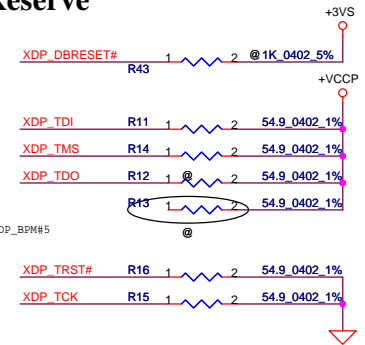 Reserve
+3VS
XDP_DBRESET# R43 1 2 @ 1K_0402_5%
+VCCP
XDP_TDI R11 1 2 54.9_0402_1%
XDP_TMS R14 1 2 54.9_0402_1%
XDP_TDO R12 1 @ 2 54.9_0402_1%
R13 1 2 54.9_0402_1%
@
DP_BPM#5
XDP_TRST# R16 1 2 54.9_0402_1%
XDP_TCK R15 1 2 54.9_0402_1%